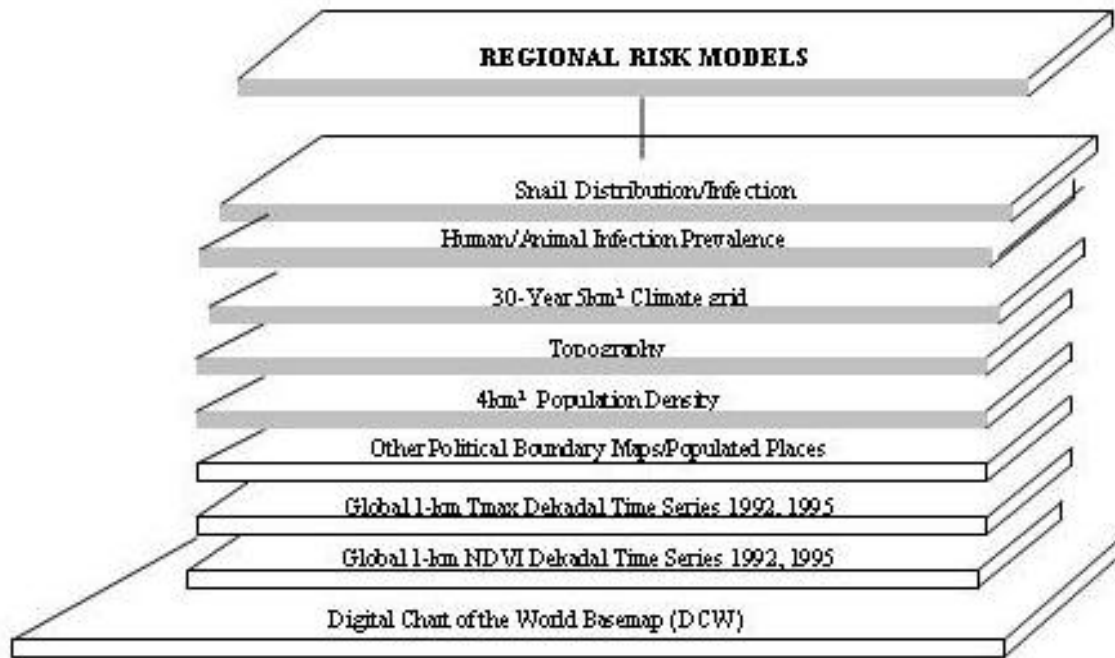 REGIONAL RISK MODELS
Snail Distribution/Infection
Human/Animal Infection Prevalence
30-Year 5km² Climate grid
Topography
4km² Population Density
Other Political Boundary Maps/Populated Places
Global 1-km Tmax Dekadal Time Series 1992, 1995
Global 1-km NDVI Dekadal Time Series 1992, 1995
Digital Chart of the World Basemap (DCW)